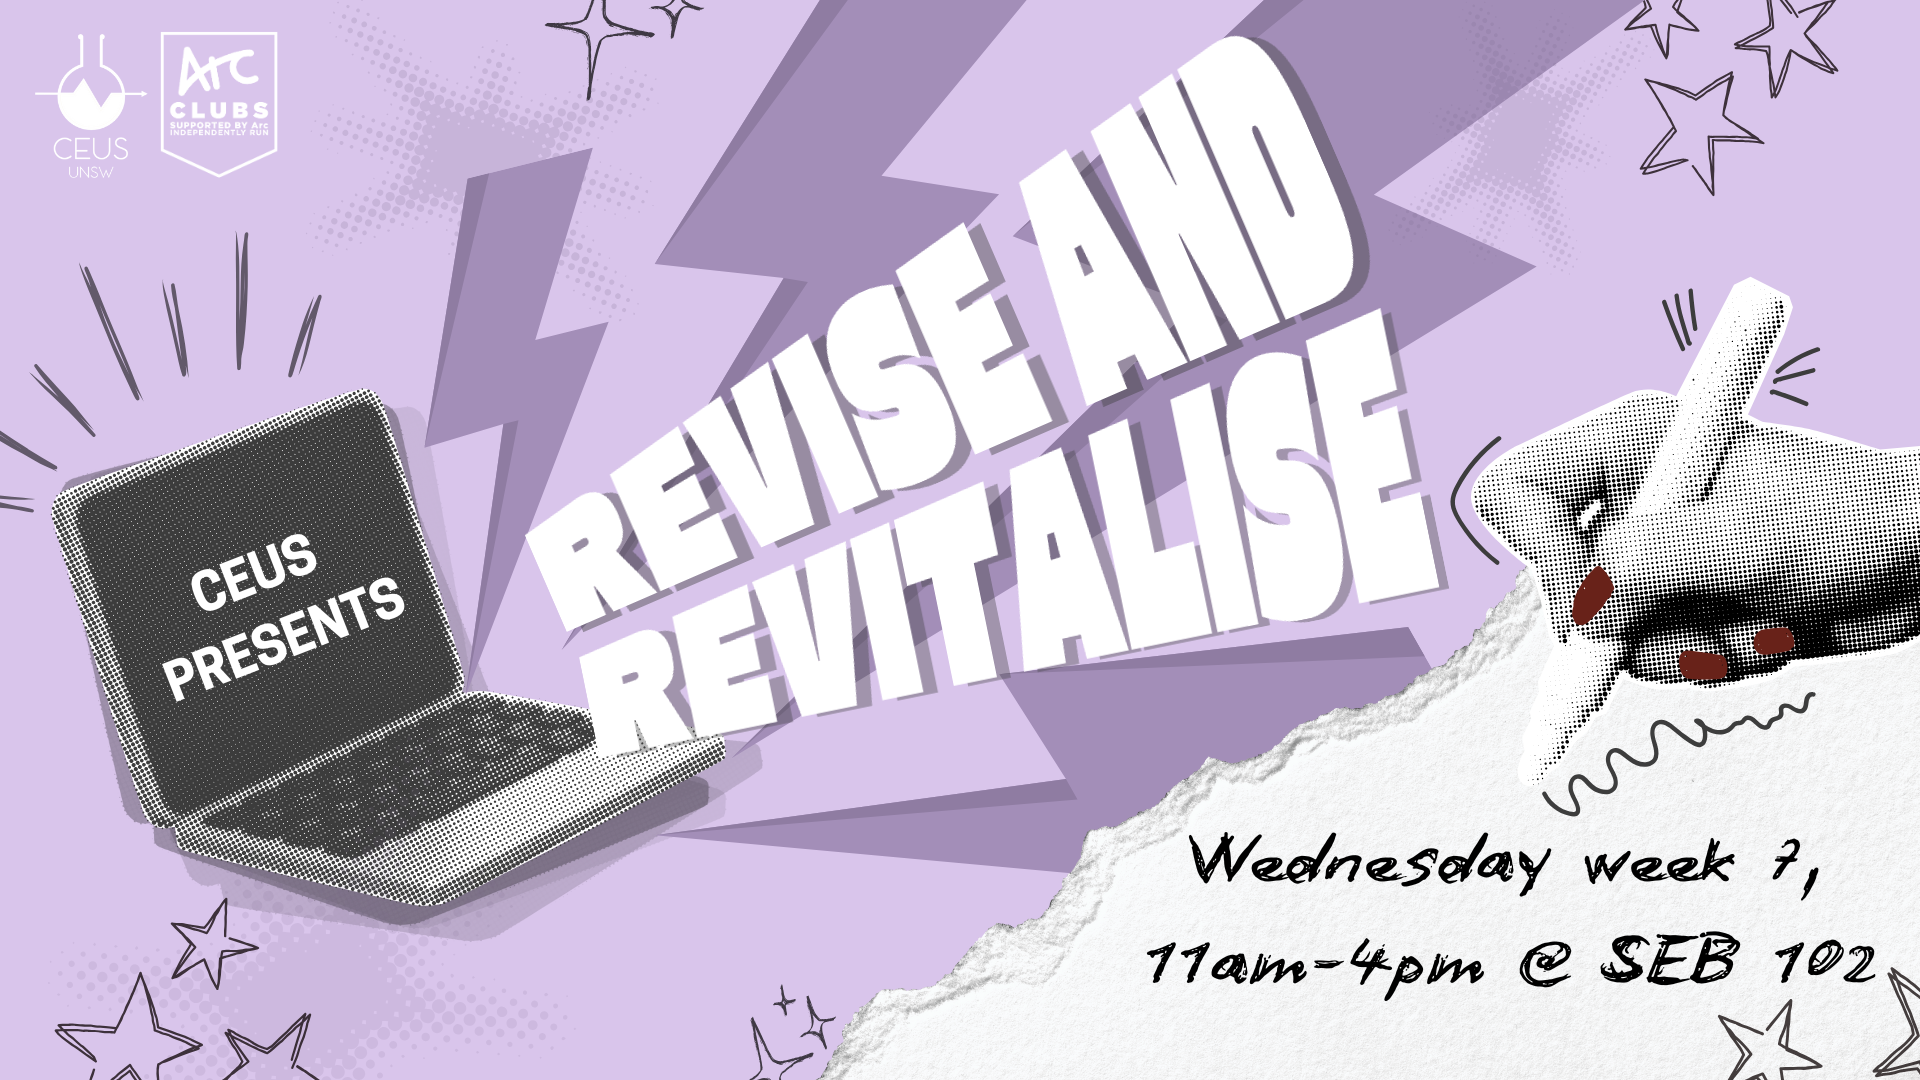 CEUS
UNSW
Arc
CLUBS
SUPPORTED BY Arc
INDEPENDENTLY RUN
REVISE AND
REVITALISE
CEUS
PRESENTS
Wednesday week 7,
11am-4pm @ SEB 102